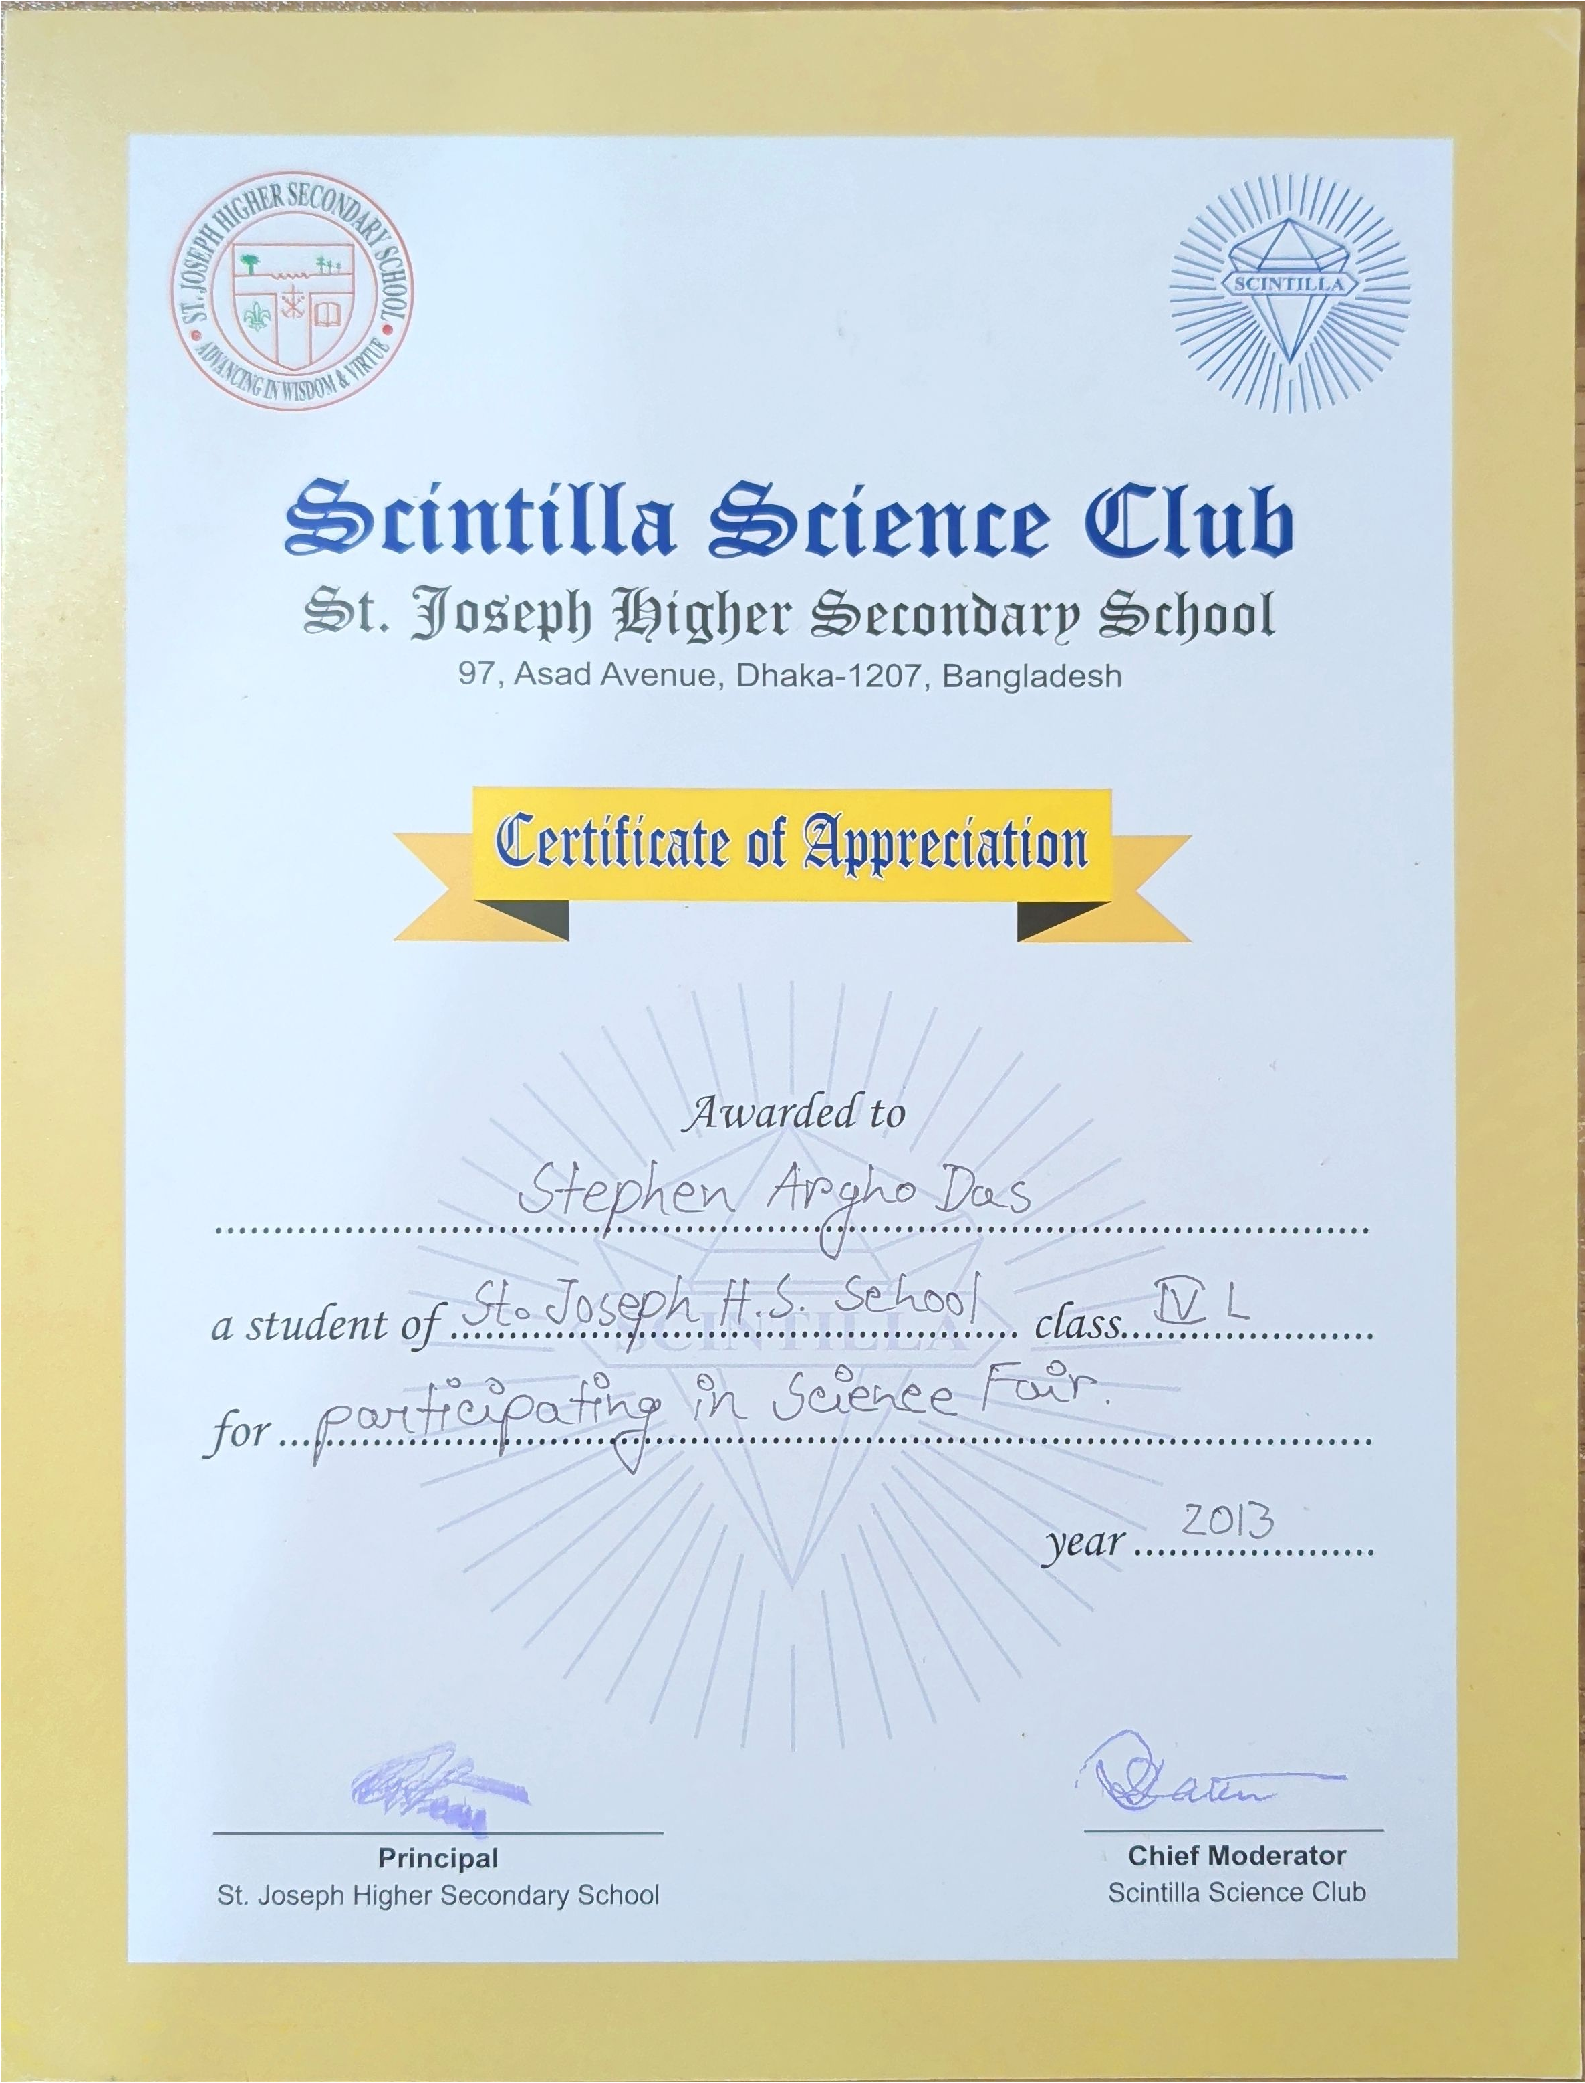 ST. JOSEPH HIGHER SECONDARY SCHOOL
ADVANCING IN WISDOM & VIRTUE
SCINTILLA
Scintilla Science Club
St. Joseph Higher Secondary School
97, Asad Avenue, Dhaka-1207, Bangladesh
Certificate of Appreciation
Awarded to
Stephen Argho Das
a student of St. Joseph H.S. School class IV L
SCINTILLA
for participating in Science Fair.
year 2013
Principal
St. Joseph Higher Secondary School
Chief Moderator
Scintilla Science Club